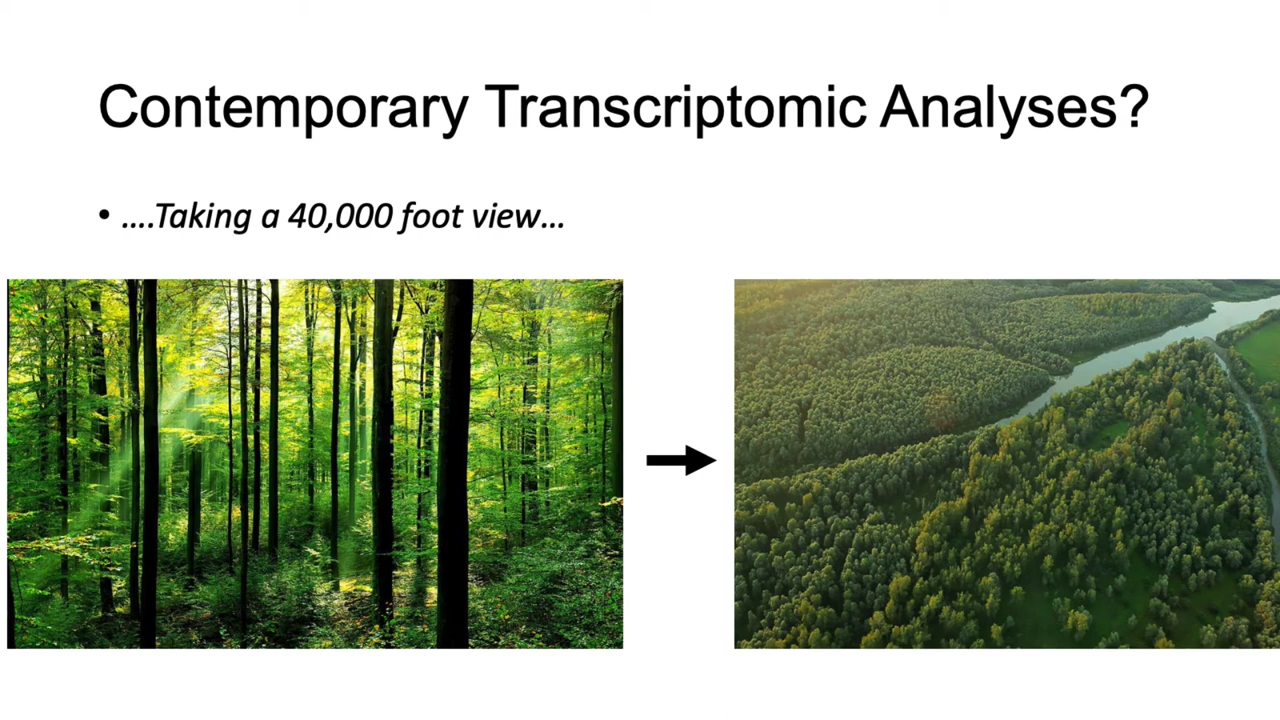 Contemporary Transcriptomic Analyses?
• ....Taking a 40,000 foot view...